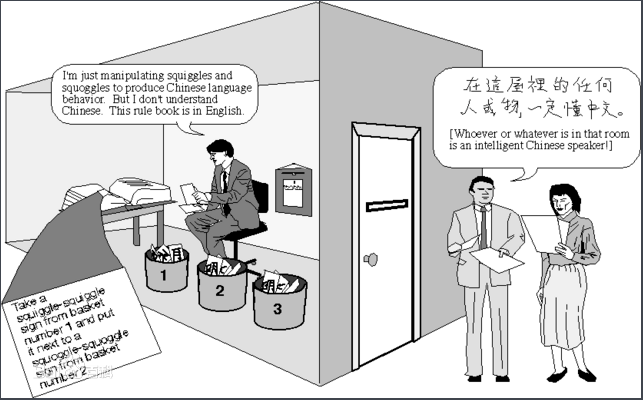 I'm just manipulating squiggles and
squoggles to produce Chinese language
behavior. But I don't understand
Chinese. This rule book is in English.
在這屋裡的任何
人或物,一定懂中文。
[Whoever or whatever is in that room
is an intelligent Chinese speaker!]
1
2
3
Take a
squiggle-squiggle
sign from basket
number 1 and put
it next to a
squoggle-squoggle
sign from basket
number 2